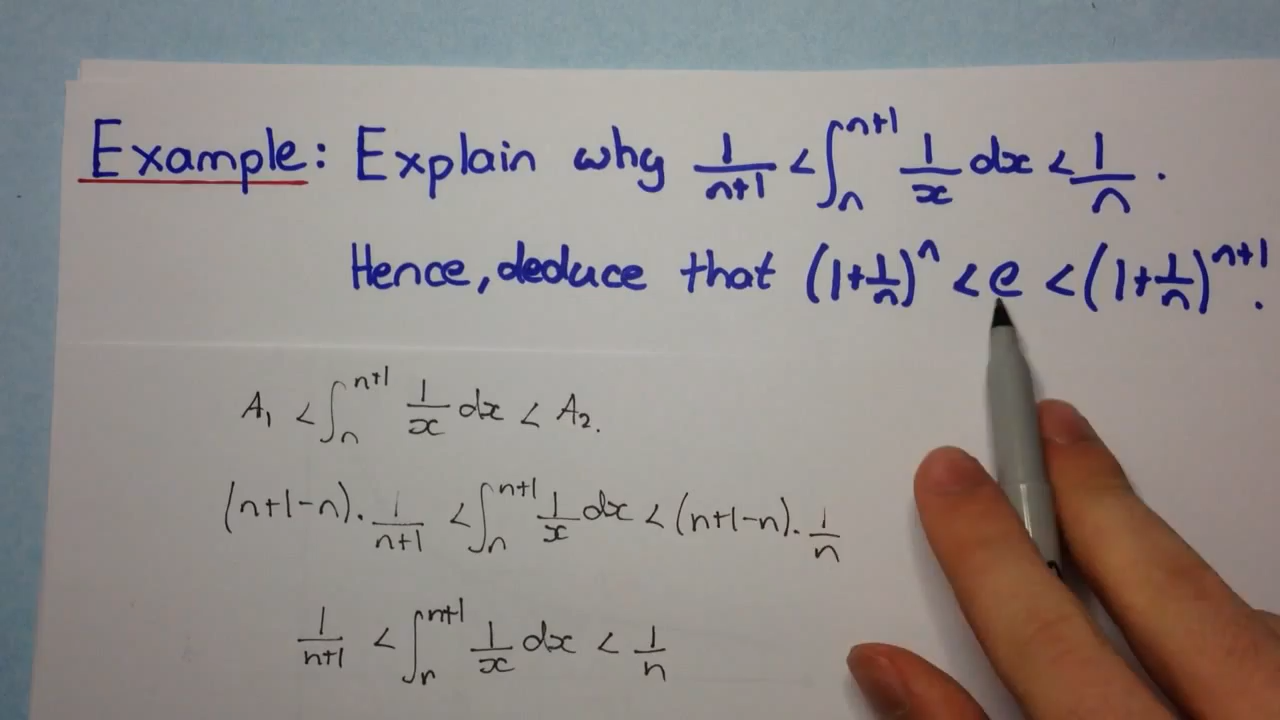 Example: Explain why 1/(n+1) < ∫ₙⁿ⁺¹ 1/x dx < 1/n .
Hence, deduce that (1+1/n)ⁿ < e < (1+1/n)ⁿ⁺¹ .
A₁ < ∫ₙⁿ⁺¹ 1/x dx < A₂.
(n+1-n). 1/(n+1) < ∫ₙⁿ⁺¹ 1/x dx < (n+1-n). 1/n
1/(n+1) < ∫ₙⁿ⁺¹ 1/x dx < 1/n